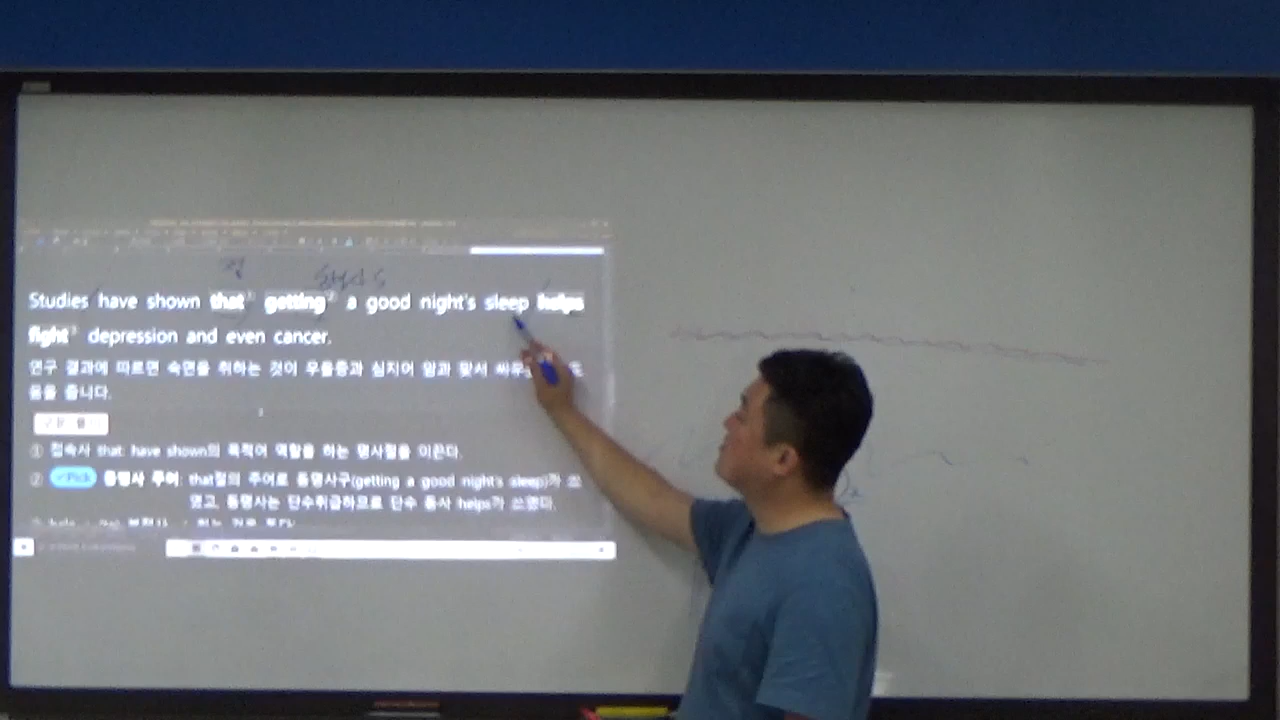 접
Studies have shown that¹ getting² a good night's sleep helps
fight³ depression and even cancer.
연구 결과에 따르면 숙면을 취하는 것이 우울증과 심지어 암과 맞서 싸우 도
움을 줍니다.
① 접속사 that have shown의 목적어 역할을 하는 명사절을 이끈다.
② ✓Pick 동명사 주어 that절의 주어로 동명사구(getting a good night's sleep)가 쓰
였고, 동명사는 단수취급하므로 단수 동사 helps가 쓰였다.